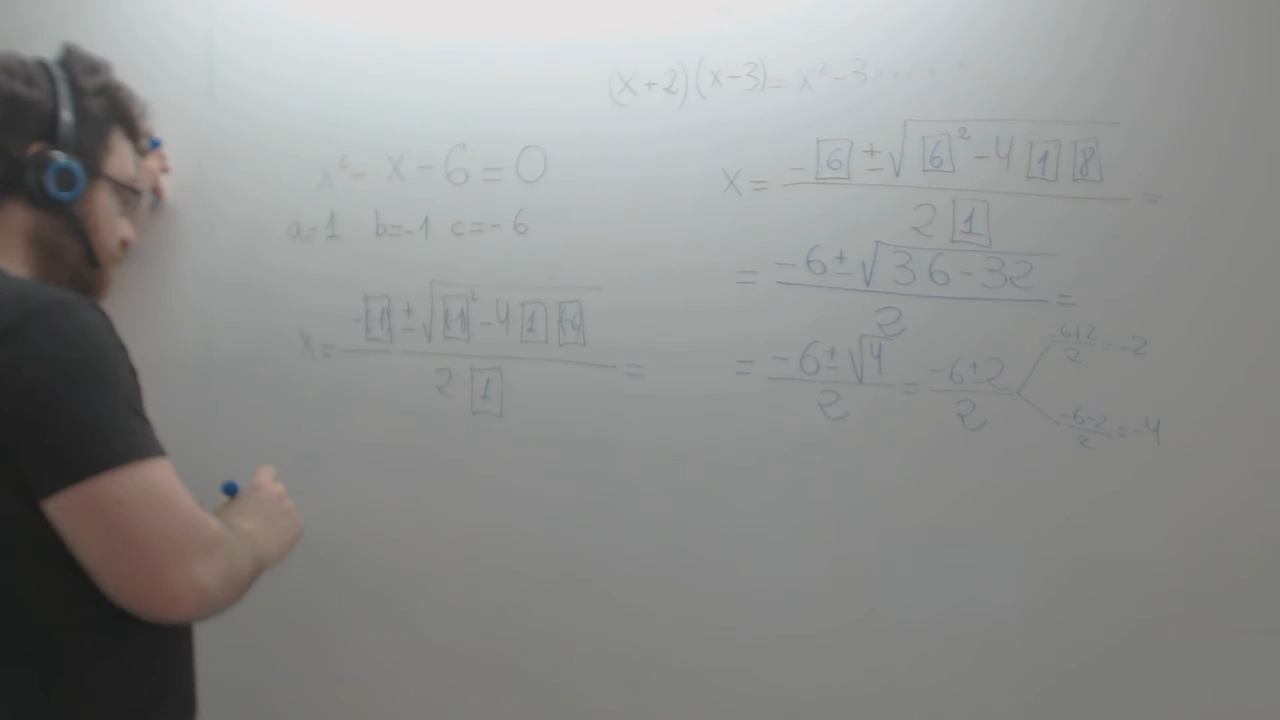 (x+2)(x-3)= x²-3
x²- x - 6 = 0
a=1 b=-1 c=-6
x= -(-1) ± √(-1)² -4 1 -6 / 2 1 =
x= -6 ± √6² -4 1 8 / 2 1 =
= -6 ± √36-32 / 2 =
= -6 ± √4 / 2 = -6 ± 2 / 2
-6+2 / 2 = -2
-6-2 / 2 = -4